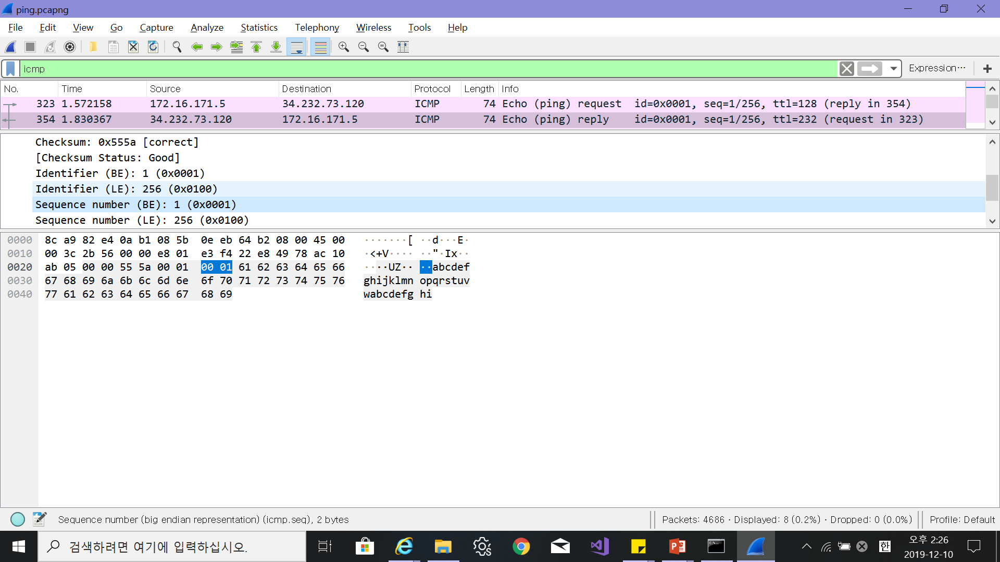 ping.pcapng
File Edit View Go Capture Analyze Statistics Telephony Wireless Tools Help
icmp
Expression…
No. Time Source Destination Protocol Length Info
323 1.572158 172.16.171.5 34.232.73.120 ICMP 74 Echo (ping) request id=0x0001, seq=1/256, ttl=128 (reply in 354)
354 1.830367 34.232.73.120 172.16.171.5 ICMP 74 Echo (ping) reply id=0x0001, seq=1/256, ttl=232 (request in 323)
Checksum: 0x555a [correct]
[Checksum Status: Good]
Identifier (BE): 1 (0x0001)
Identifier (LE): 256 (0x0100)
Sequence number (BE): 1 (0x0001)
Sequence number (LE): 256 (0x0100)
0000 8c a9 82 e4 0a b1 08 5b 0e eb 64 b2 08 00 45 00 ·······[ ··d···E·
0010 00 3c 2b 56 00 00 e8 01 e3 f4 22 e8 49 78 ac 10 ·<+V···· ··"·Ix··
0020 ab 05 00 00 55 5a 00 01 00 01 61 62 63 64 65 66 ····UZ·· ··abcdef
0030 67 68 69 6a 6b 6c 6d 6e 6f 70 71 72 73 74 75 76 ghijklmn opqrstuv
0040 77 61 62 63 64 65 66 67 68 69 wabcdefg hi
Sequence number (big endian representation) (icmp.seq), 2 bytes
Packets: 4686 · Displayed: 8 (0.2%) · Dropped: 0 (0.0%)
Profile: Default
검색하려면 여기에 입력하십시오.
한
오후 2:26
2019-12-10